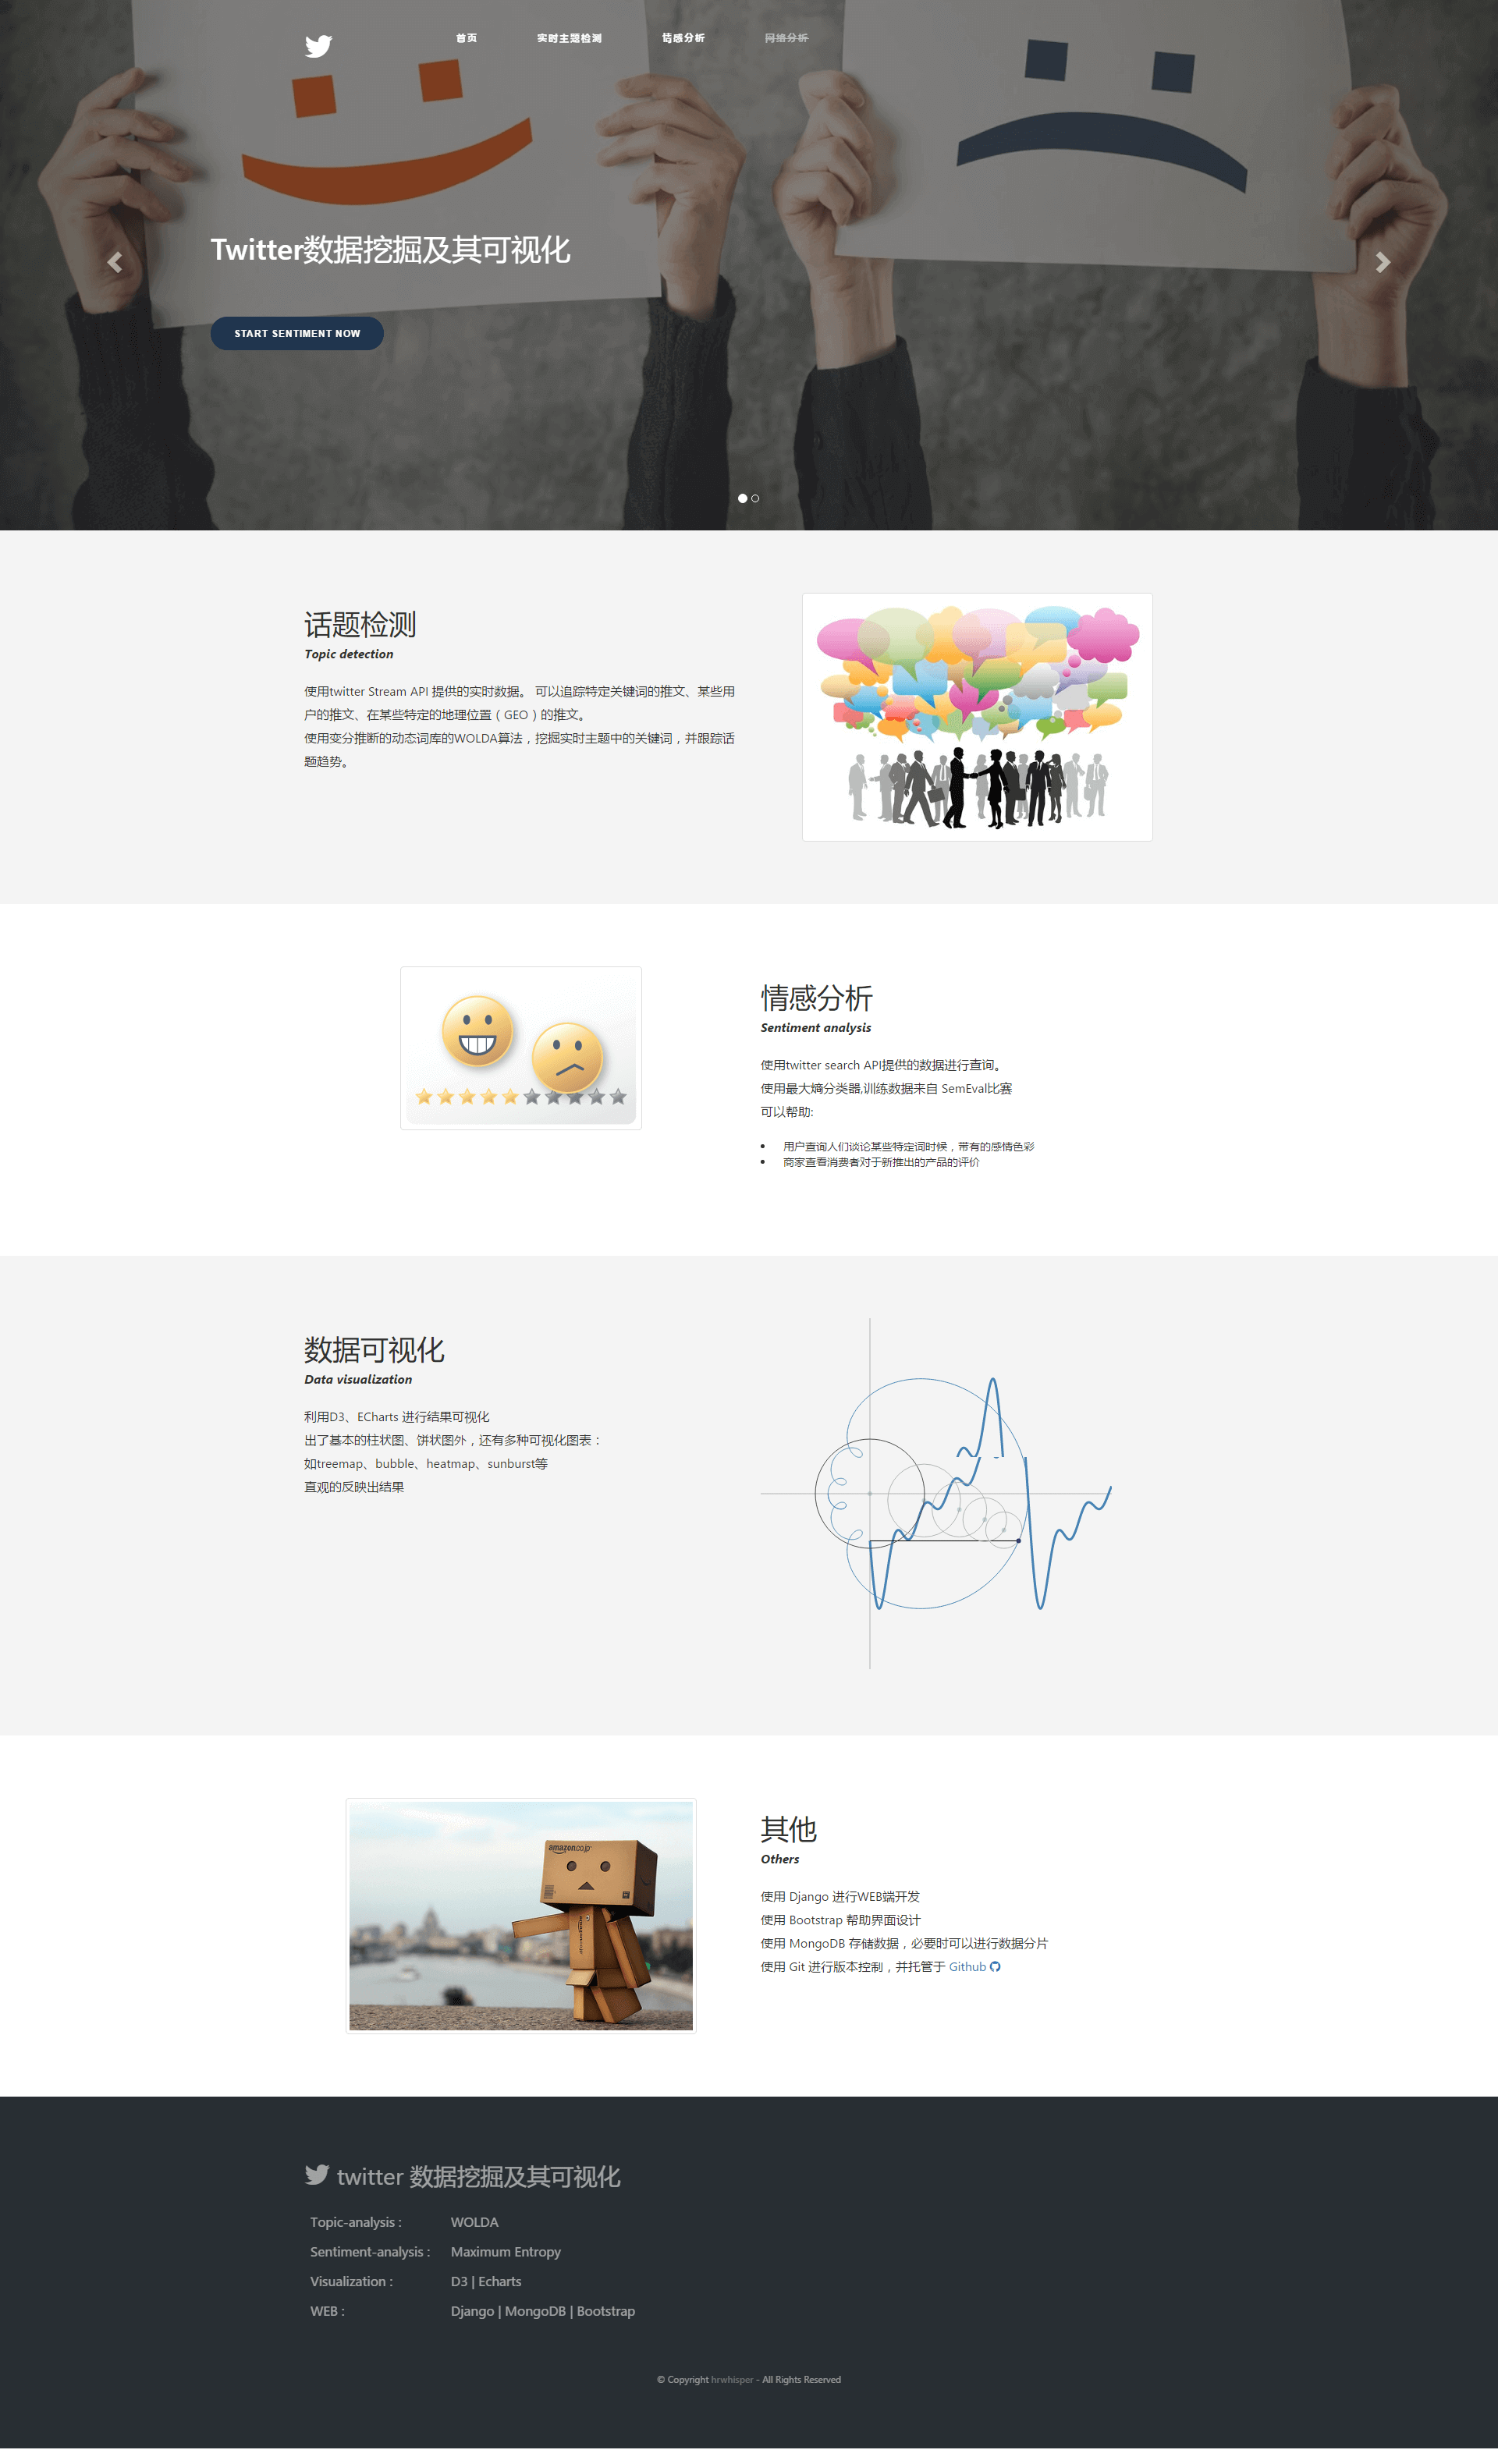 首页
实时主题检测
情感分析
网络分析
Twitter数据挖掘及其可视化
START SENTIMENT NOW
话题检测
Topic detection
使用twitter Stream API 提供的实时数据。 可以追踪特定关键词的推文、某些用
户的推文、在某些特定的地理位置（GEO）的推文。
使用变分推断的动态词库的WOLDA算法，挖掘实时主题中的关键词，并跟踪话
题趋势。
情感分析
Sentiment analysis
使用twitter search API提供的数据进行查询。
使用最大熵分类器,训练数据来自 SemEval比赛
可以帮助:
• 用户查询人们谈论某些特定词时候，带有的感情色彩
• 商家查看消费者对于新推出的产品的评价
数据可视化
Data visualization
利用D3、ECharts 进行结果可视化
出了基本的柱状图、饼状图外，还有多种可视化图表：
如treemap、bubble、heatmap、sunburst等
直观的反映出结果
amazon.co.jp
其他
Others
使用 Django 进行WEB端开发
使用 Bootstrap 帮助界面设计
使用 MongoDB 存储数据，必要时可以进行数据分片
使用 Git 进行版本控制，并托管于 Github
twitter 数据挖掘及其可视化
Topic-analysis : WOLDA
Sentiment-analysis : Maximum Entropy
Visualization : D3 | Echarts
WEB : Django | MongoDB | Bootstrap
© Copyright hrwhisper - All Rights Reserved